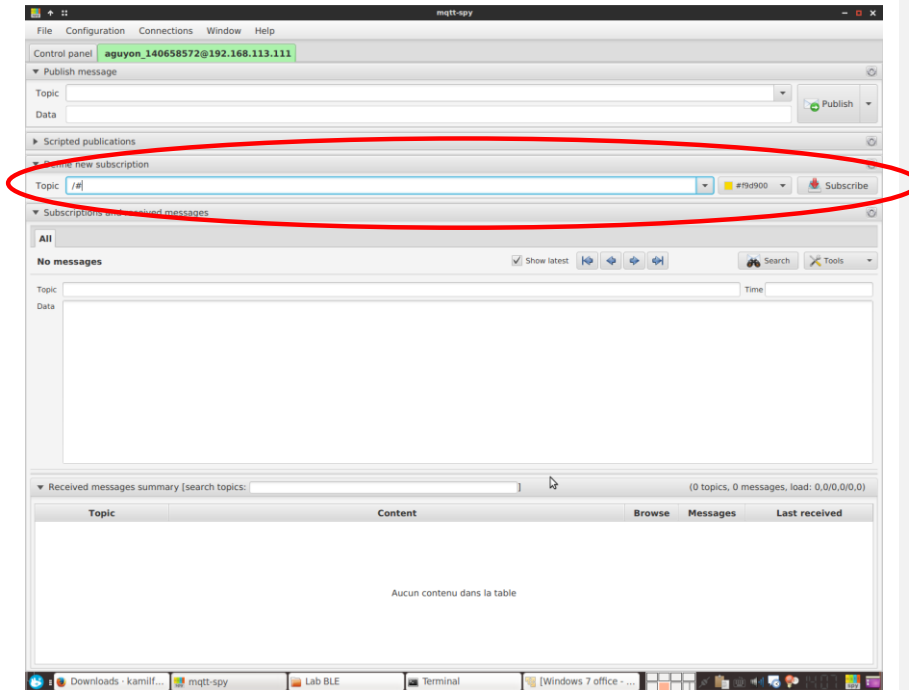 mqtt-spy
File Configuration Connections Window Help
Control panel aguyon_140658572@192.168.113.111
Publish message
Topic
Publish
Data
Scripted publications
Define new subscription
Topic /# #f9d900 Subscribe
Subscriptions and received messages
All
No messages Show latest Search Tools
Topic Time
Data
Received messages summary [search topics: ] (0 topics, 0 messages, load: 0,0/0,0/0,0)
Topic Content Browse Messages Last received
Aucun contenu dans la table
Downloads · kamilf... mqtt-spy Lab BLE Terminal [Windows 7 office - ...